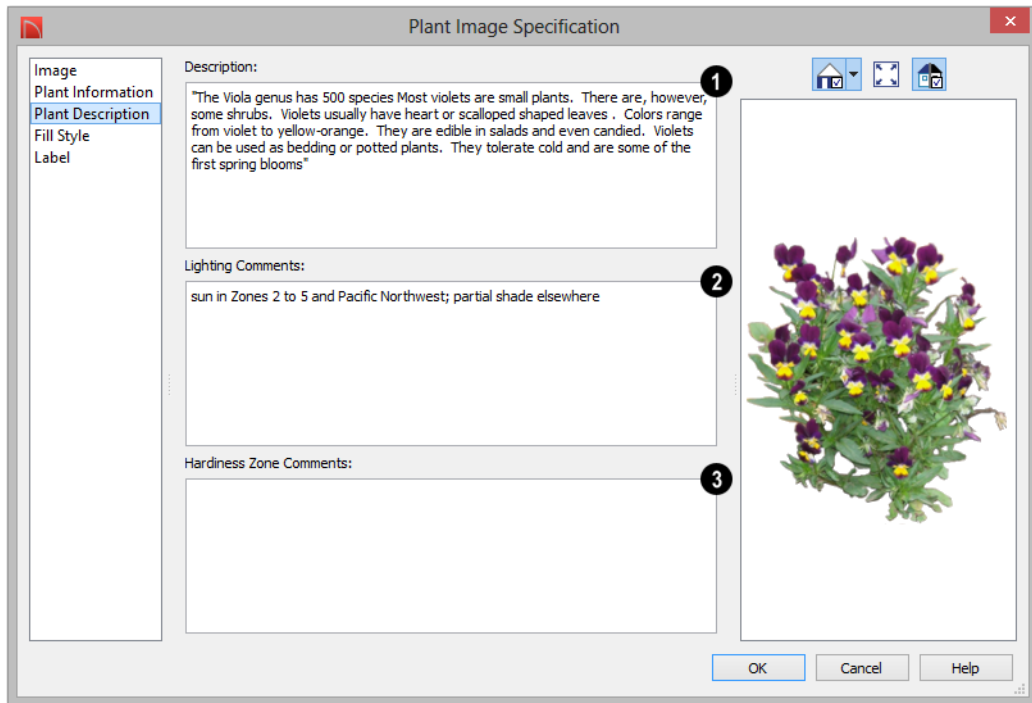 Plant Image Specification
Image
Plant Information
Plant Description
Fill Style
Label
Description:
1
"The Viola genus has 500 species Most violets are small plants.  There are, however,
some shrubs.  Violets usually have heart or scalloped shaped leaves .  Colors range
from violet to yellow-orange.  They are edible in salads and even candied.  Violets
can be used as bedding or potted plants.  They tolerate cold and are some of the
first spring blooms"
Lighting Comments:
2
sun in Zones 2 to 5 and Pacific Northwest; partial shade elsewhere
Hardiness Zone Comments:
3
OK Cancel Help